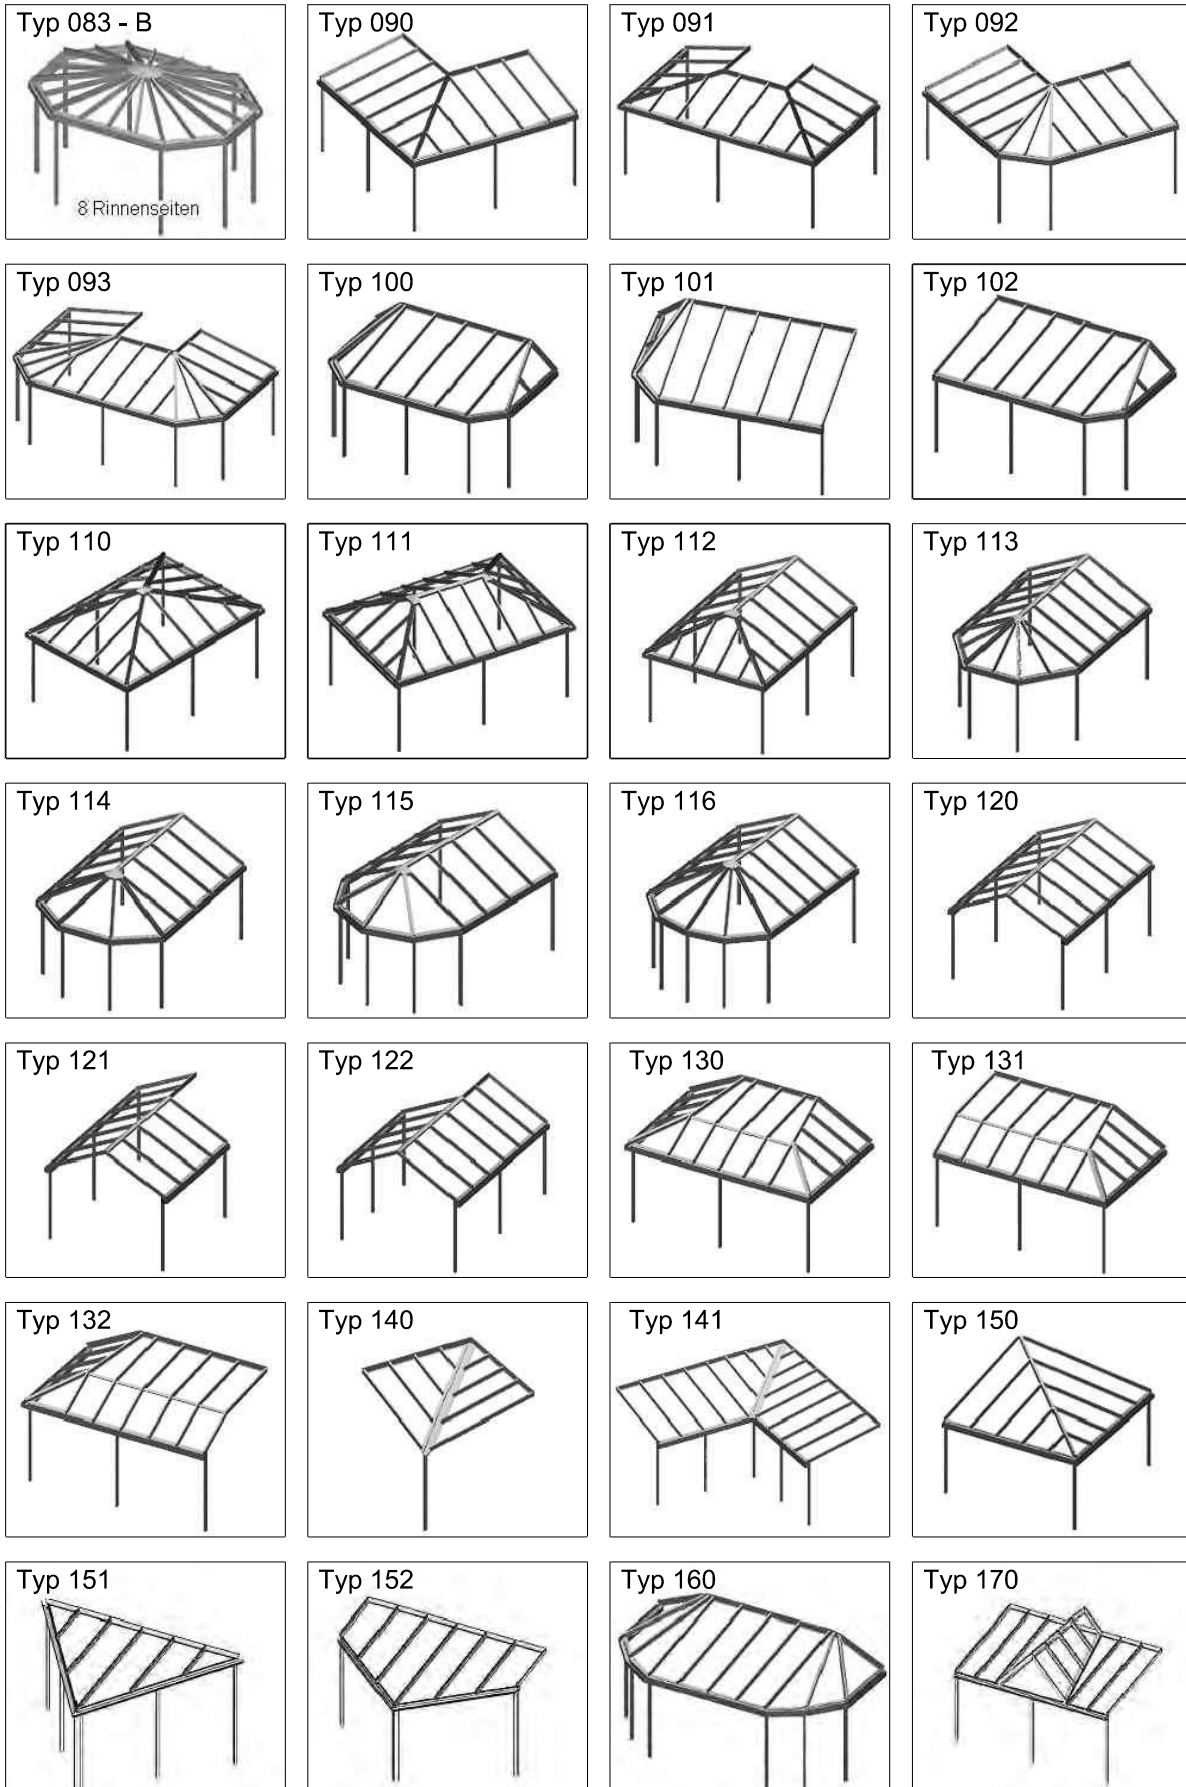 Typ 083 - B
8 Rinnenseiten
Typ 090
Typ 091
Typ 092
Typ 093
Typ 100
Typ 101
Typ 102
Typ 110
Typ 111
Typ 112
Typ 113
Typ 114
Typ 115
Typ 116
Typ 120
Typ 121
Typ 122
Typ 130
Typ 131
Typ 132
Typ 140
Typ 141
Typ 150
Typ 151
Typ 152
Typ 160
Typ 170